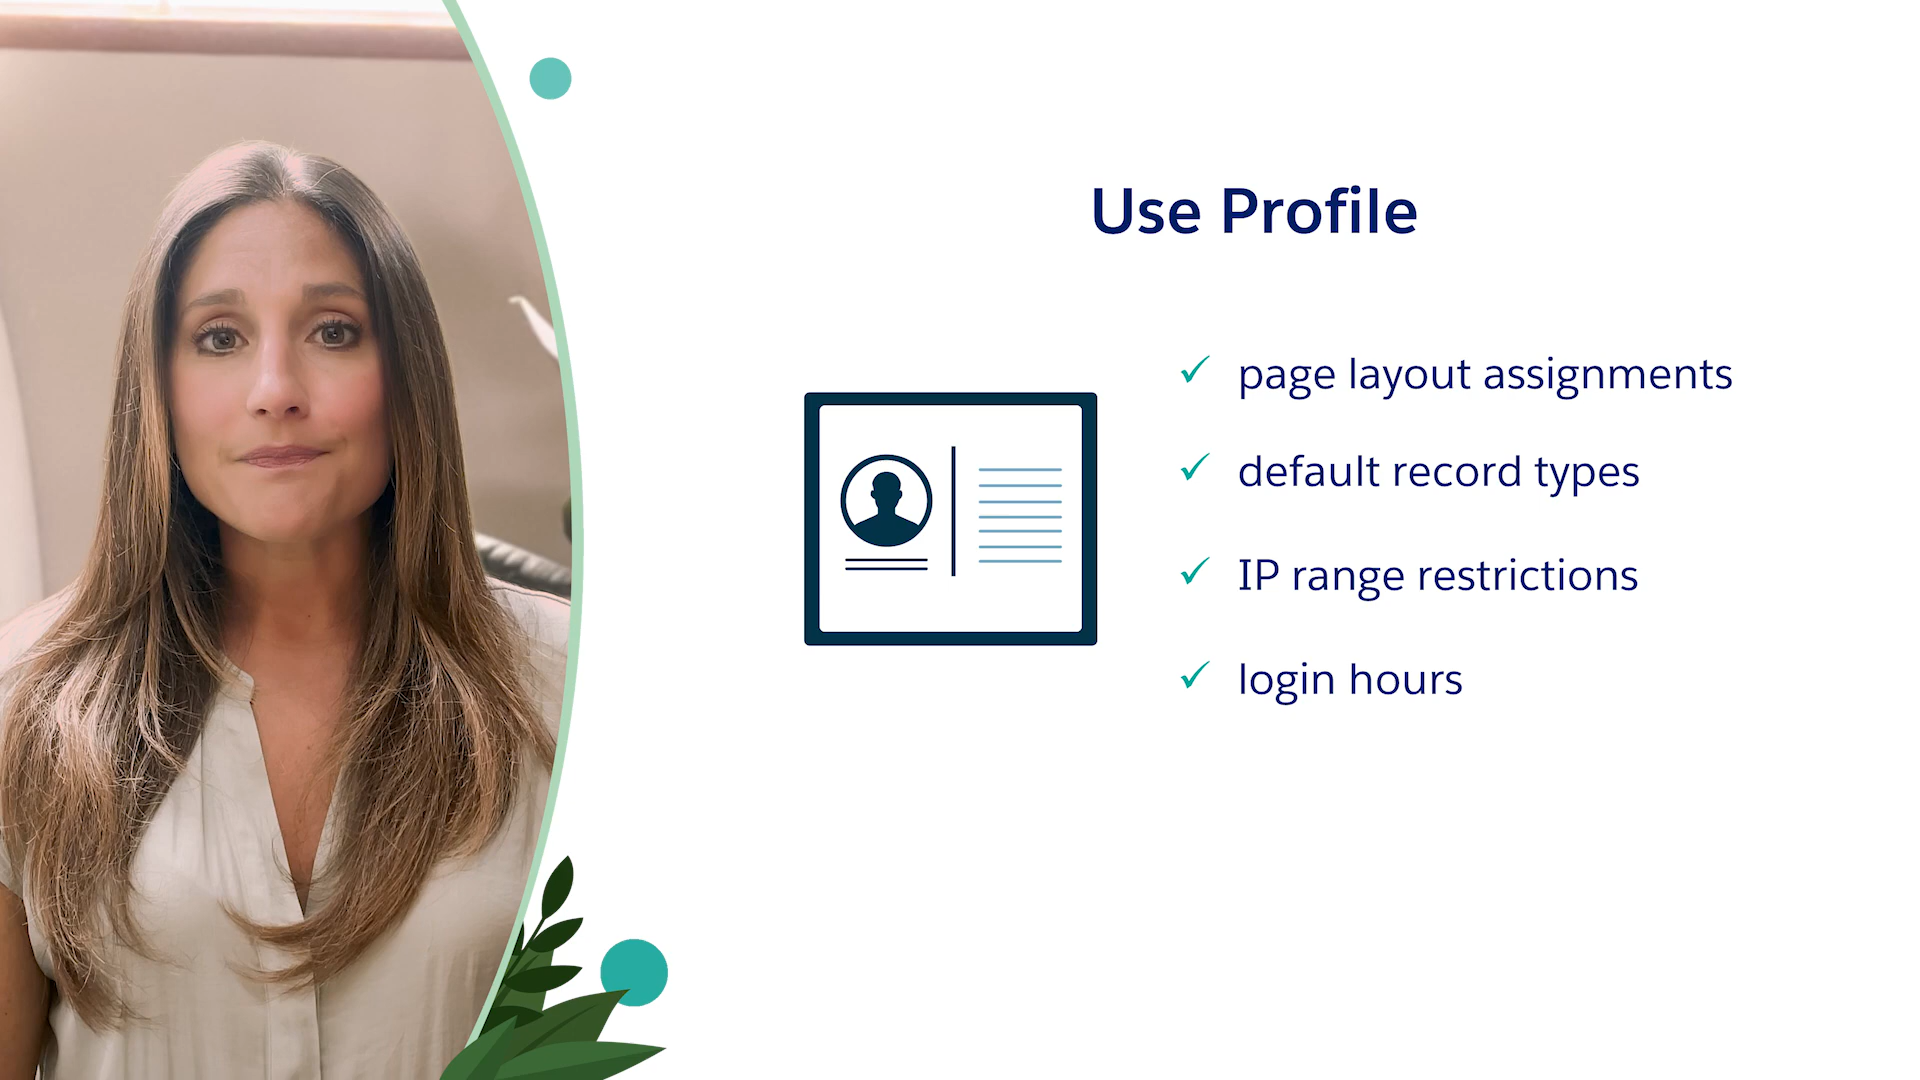 Use Profile
page layout assignments
default record types
IP range restrictions
login hours